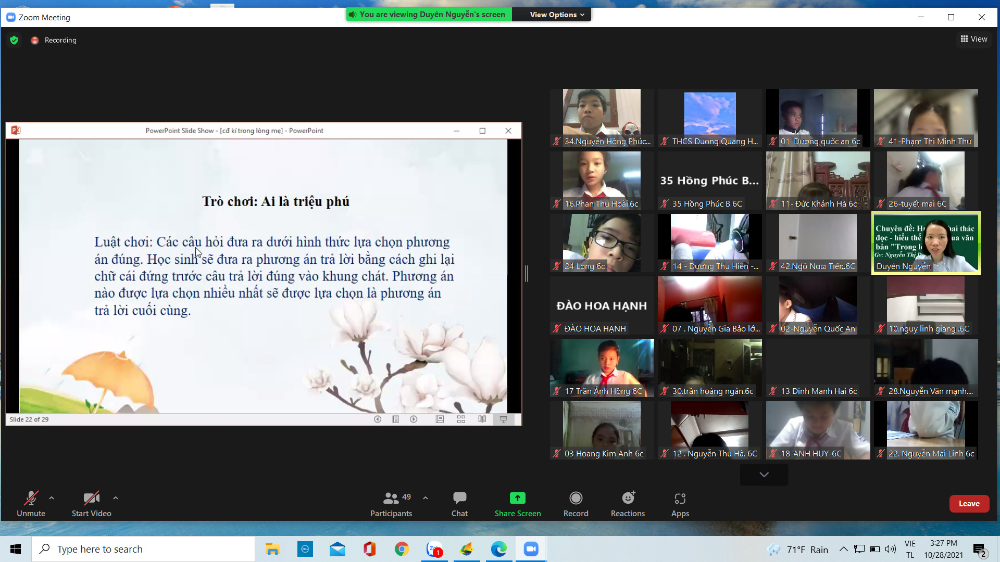 You are viewing Duyên Nguyễn's screen
View Options
Zoom Meeting
Recording
View
PowerPoint Slide Show - [cđ kí trong lòng mẹ] - PowerPoint
Trò chơi: Ai là triệu phú
Luật chơi: Các câu hỏi đưa ra dưới hình thức lựa chọn phương
án đúng. Học sinh sẽ đưa ra phương án trả lời bằng cách ghi lại
chữ cái đứng trước câu trả lời đúng vào khung chát. Phương án
nào được lựa chọn nhiều nhất sẽ được lựa chọn là phương án
trả lời cuối cùng.
Slide 22 of 29
34.Nguyễn Hồng Phúc...
THCS Duong Quang H...
01. Dương quốc an 6c
41-Phạm Thị Minh Thư
16.Phan Thu Hoài.6c
35 Hồng Phúc B...
35 Hồng Phúc B 6C
11- Đức Khánh Hà 6c
26-tuyết mai 6C
24 Long 6c
14 - Dương Thu Hiền -...
42.Ngô Nao Tiến.6C
Chuyên đề: H hai thác
đọc - hiểu thể ua văn
bản "Trong l
Gv: Nguyễn Thị D
Duyên Nguyễn
ĐÀO HOA HẠNH
ĐÀO HOA HẠNH
07 . Nguyễn Gia Bảo lớ...
02-Nguyễn Quốc An
10.nguy linh giang .6C
17 Trần Ánh Hồng 6C
30.trần hoàng ngân.6c
13 Dinh Manh Hai 6c
28.Nguyễn Văn mạnh....
03 Hoang Kim Anh 6c
12 . Nguyễn Thu Hà. 6C
18-ANH HUY-6C
22. Nguyễn Mai Linh 6c
Unmute
Start Video
49
Participants
Chat
Share Screen
Record
Reactions
Apps
Leave
Type here to search
1
71°F Rain
VIE
TL
3:27 PM
10/28/2021
2